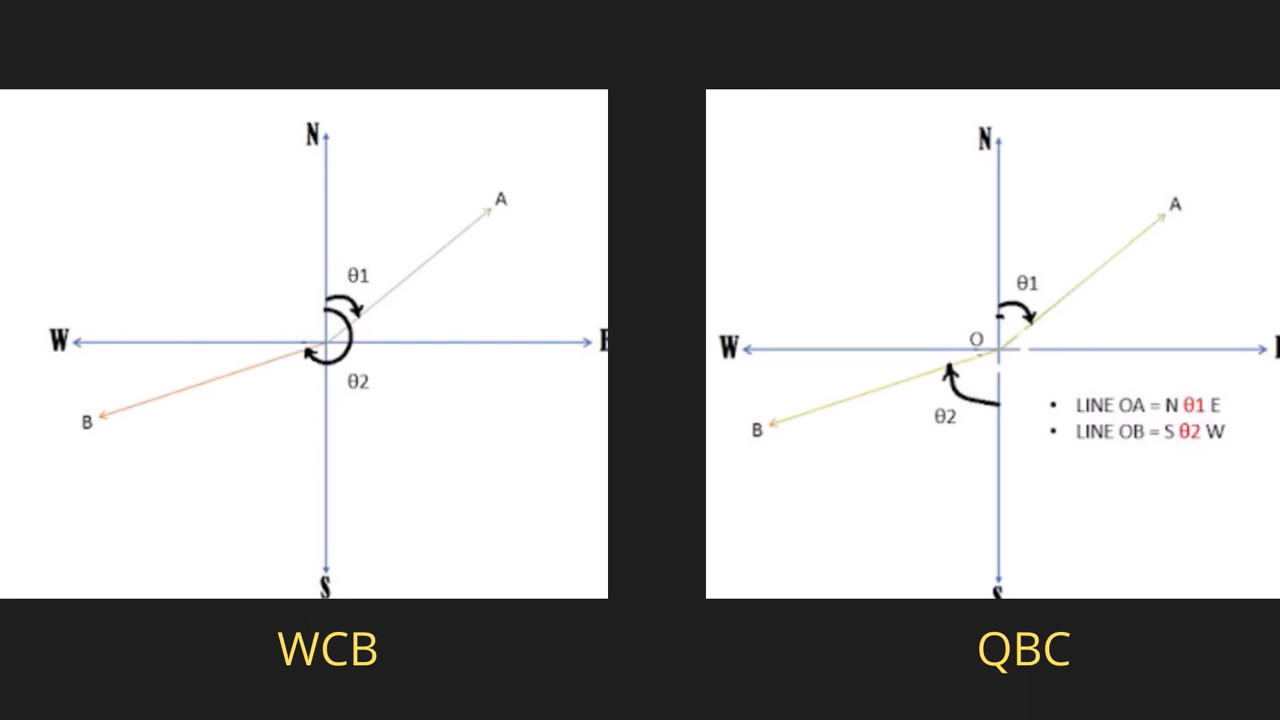 N
A
θ1
W
E
θ2
B
S
WCB
N
A
θ1
O
W
θ2
B
• LINE OA = N θ1 E
• LINE OB = S θ2 W
S
QBC